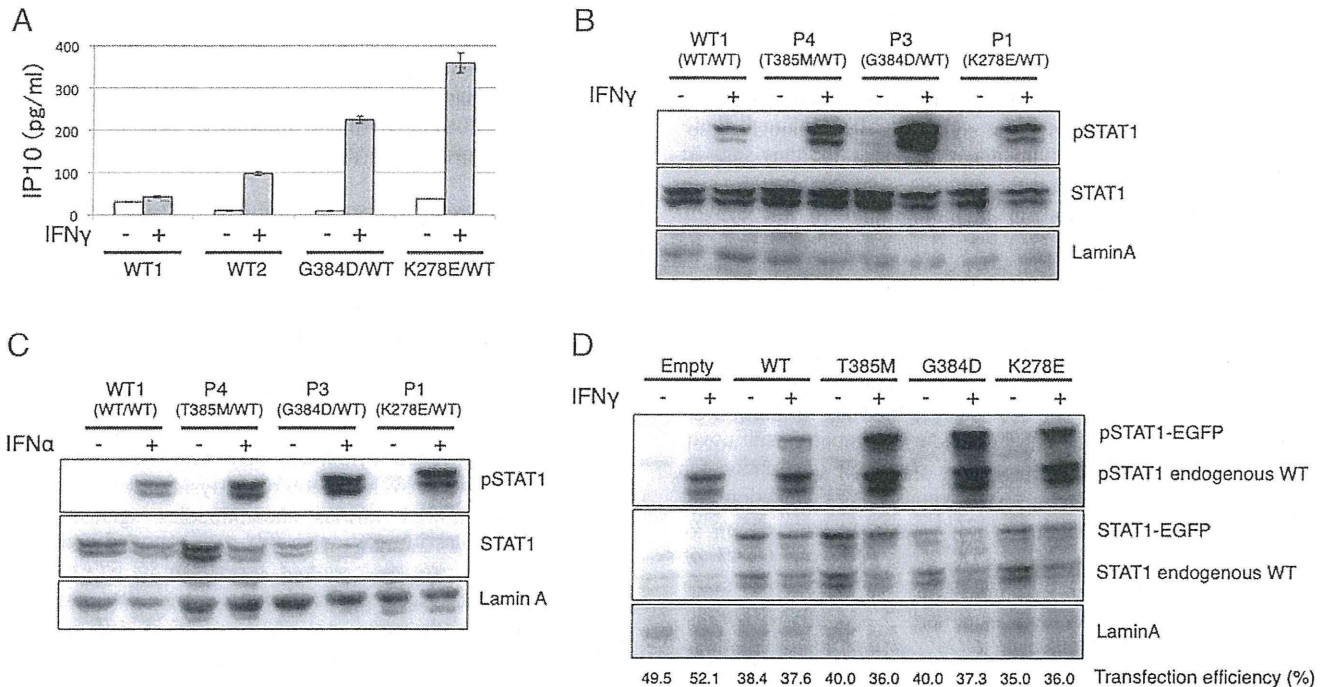 A
IP10 (pg/ml)
400
300
200
100
0
IFNγ - + - + - + - +
WT1 WT2 G384D/WT K278E/WT
B
WT1 P4 P3 P1
(WT/WT) (T385M/WT) (G384D/WT) (K278E/WT)
IFNγ - + - + - + - +
pSTAT1
STAT1
LaminA
C
WT1 P4 P3 P1
(WT/WT) (T385M/WT) (G384D/WT) (K278E/WT)
IFNα - + - + - + - +
pSTAT1
STAT1
Lamin A
D
Empty WT T385M G384D K278E
IFNγ - + - + - + - + - +
pSTAT1-EGFP
pSTAT1 endogenous WT
STAT1-EGFP
STAT1 endogenous WT
LaminA
49.5 52.1 38.4 37.6 40.0 36.0 40.0 37.3 35.0 36.0 Transfection efficiency (%)